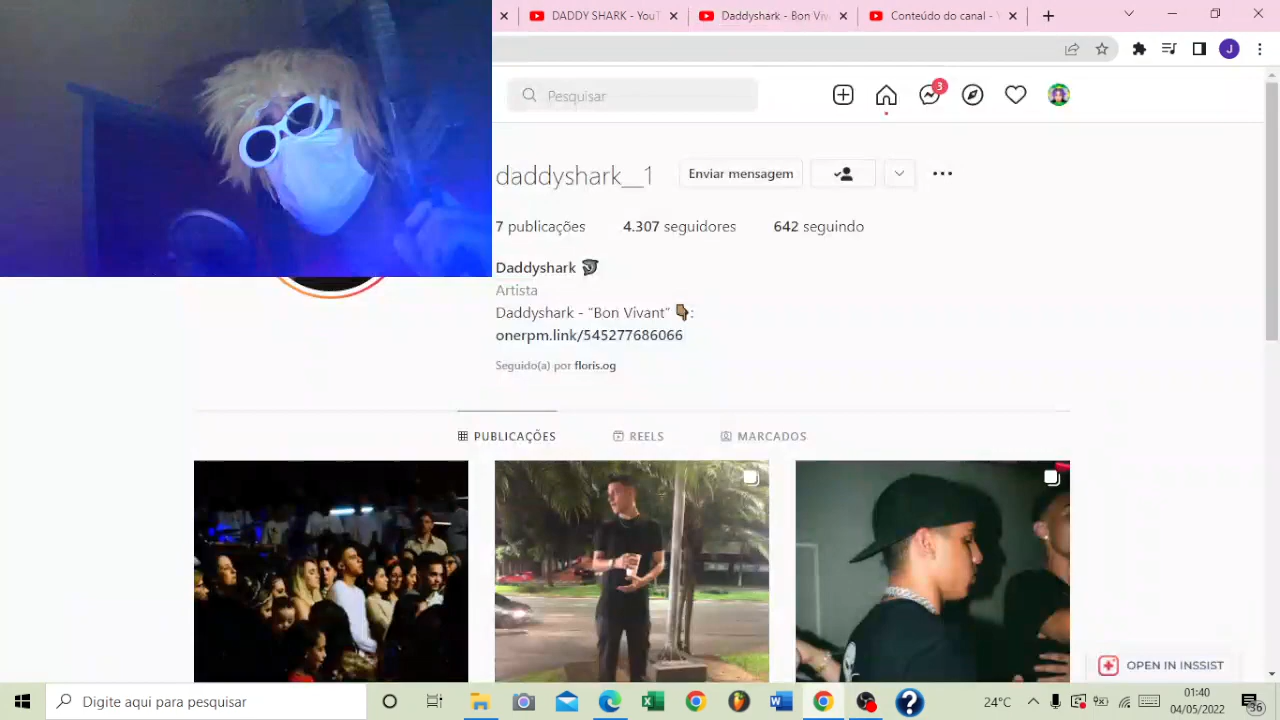 DADDY SHARK - YouT
Daddyshark - Bon Viv
Conteúdo do canal - Y
J
Pesquisar
3
daddyshark__1
Enviar mensagem
7 publicações
4.307 seguidores
642 seguindo
Daddyshark
Artista
Daddyshark - “Bon Vivant” :
onerpm.link/545277686066
Seguido(a) por floris.og
PUBLICAÇÕES
REELS
MARCADOS
OPEN IN INSSIST
Digite aqui para pesquisar
24°C
01:40
04/05/2022
36